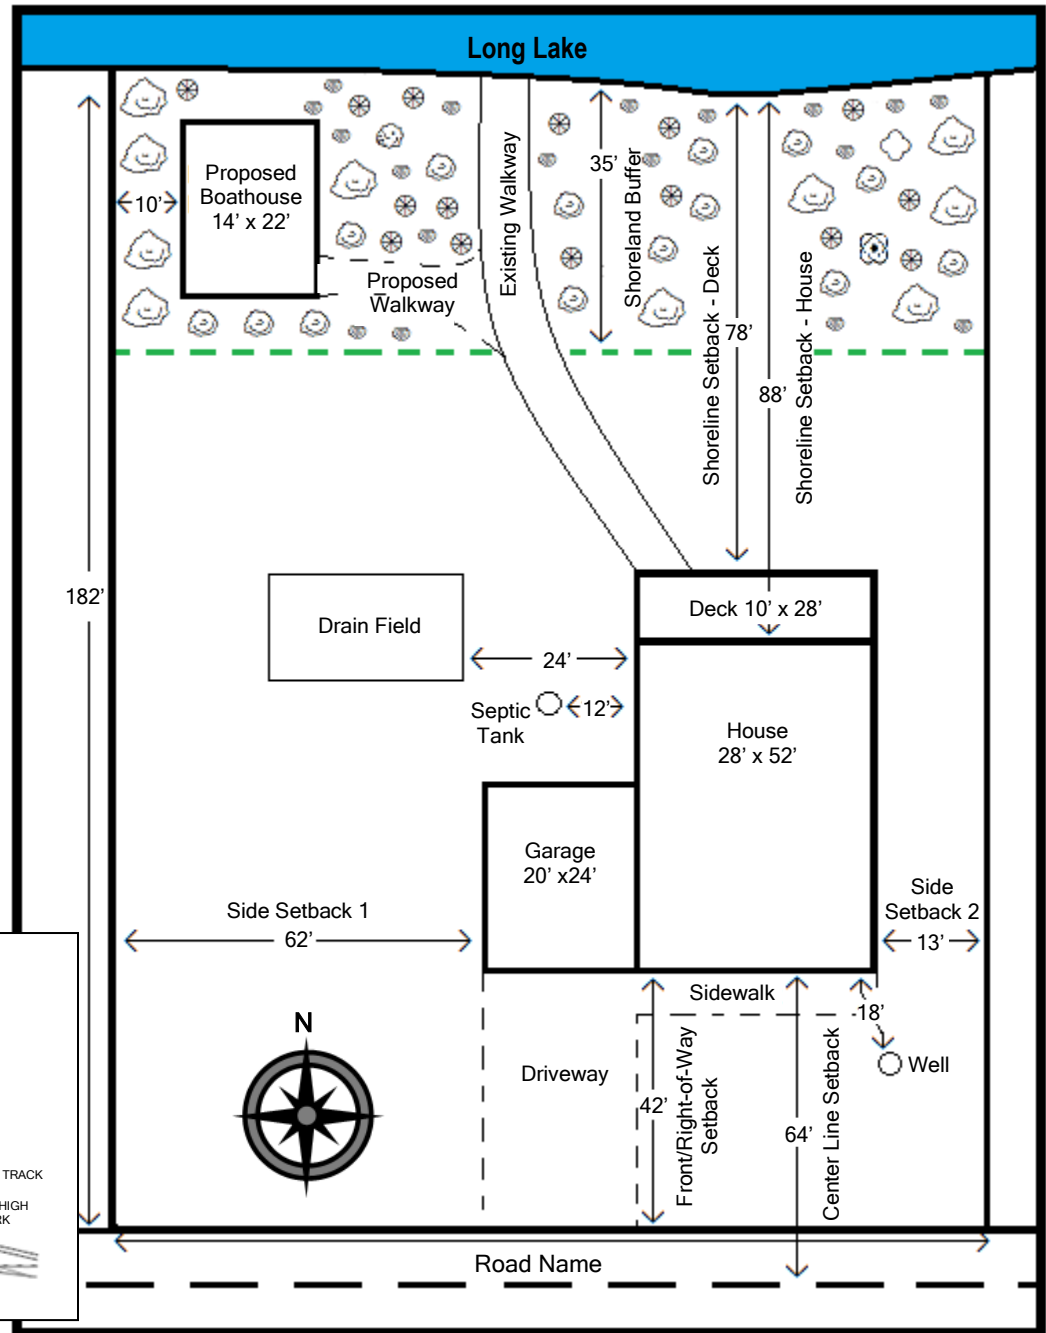 Long Lake
Proposed
Boathouse
14' x 22'
10'
Existing Walkway
35'
Shoreland Buffer
Proposed
Walkway
Shoreline Setback - Deck
78'
88'
Shoreline Setback - House
182'
Drain Field
Deck 10' x 28'
24'
Septic
Tank
12'
House
28' x 52'
Garage
20' x24'
Side Setback 1
62'
Side
Setback 2
13'
N
Sidewalk
18'
Well
Driveway
42'
Front/Right-of-Way
Setback
64'
Center Line Setback
TRACK
HIGH
Road Name